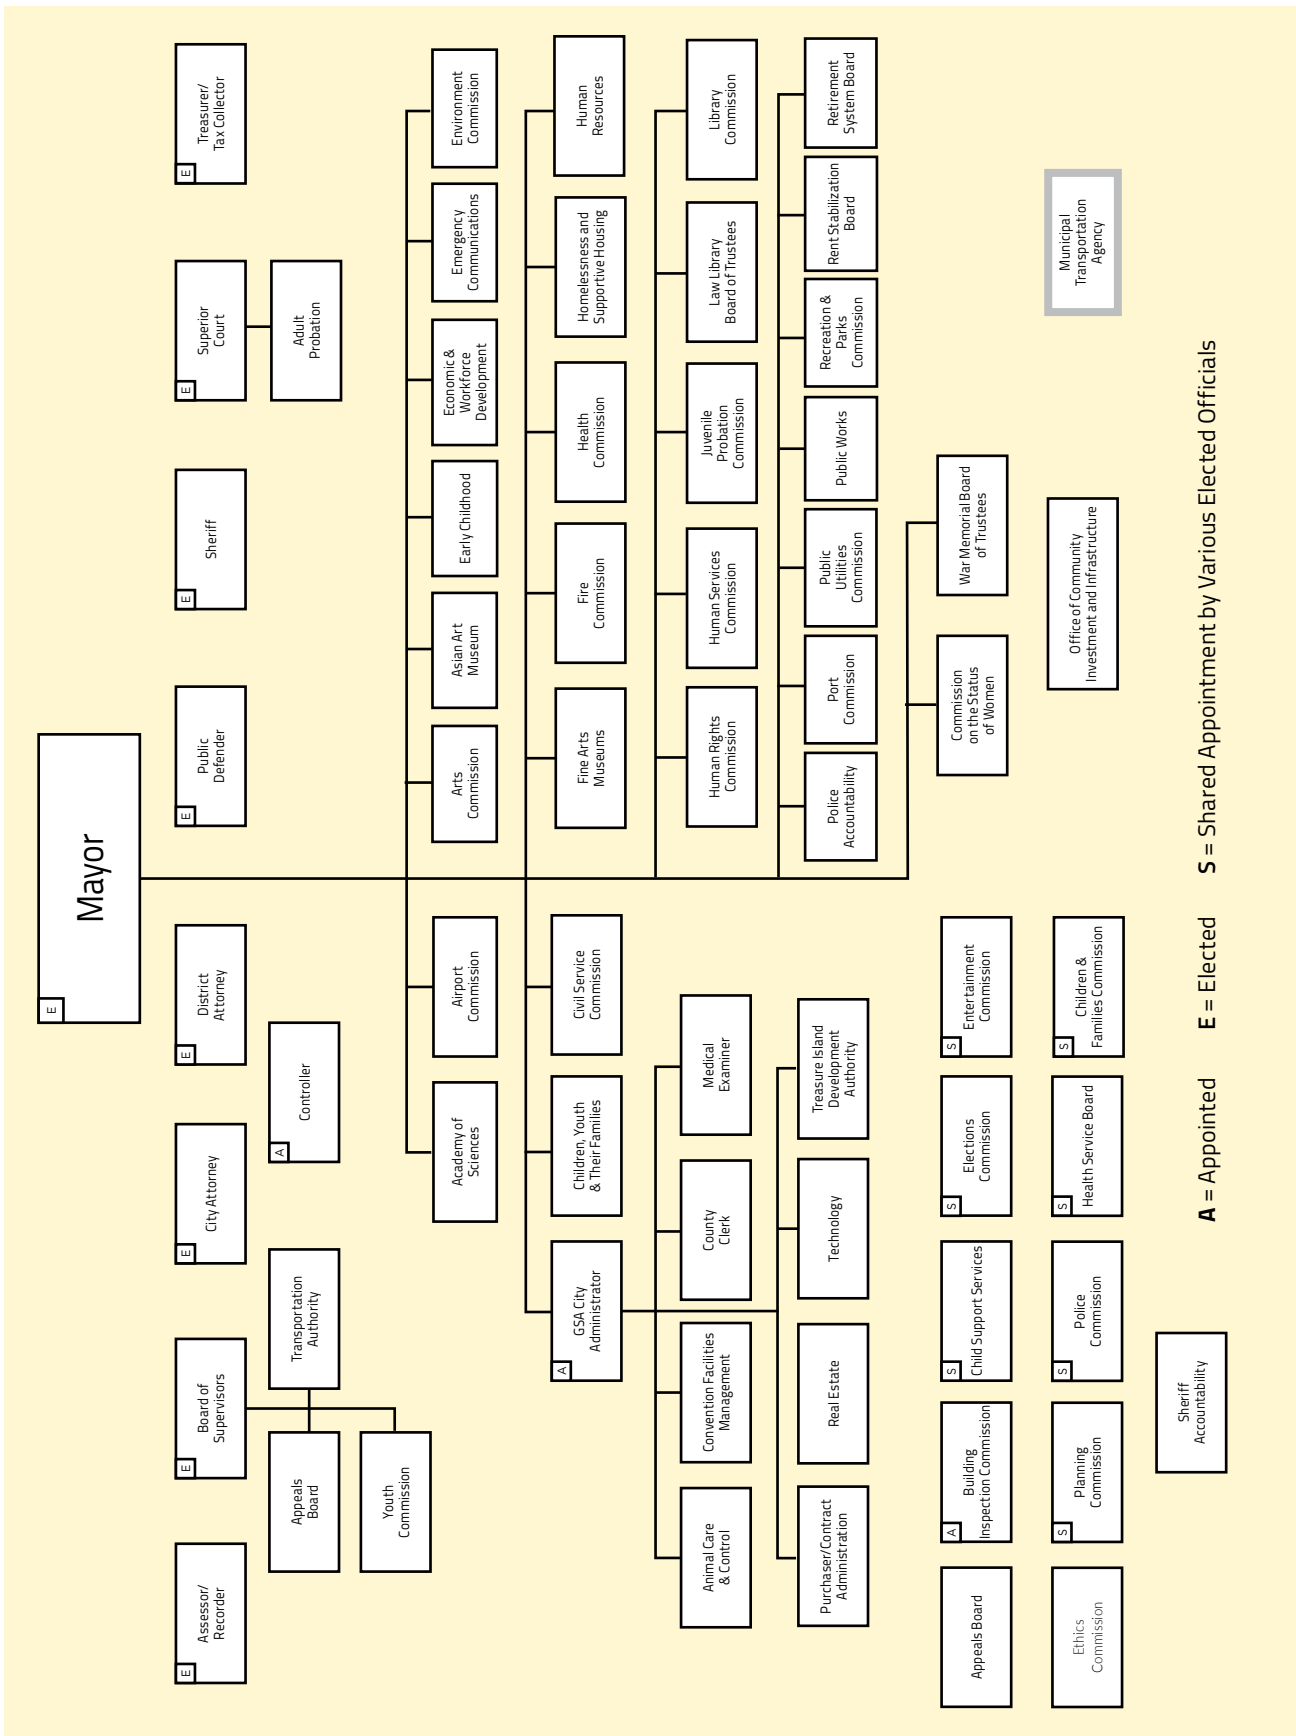 E
Mayor
E
Assessor/
Recorder
E
Board of
Supervisors
E
City Attorney
E
District
Attorney
E
Public
Defender
E
Sheriff
E
Superior
Court
E
Treasurer/
Tax Collector
Appeals
Board
Transportation
Authority
A
Controller
Adult
Probation
Youth
Commission
Academy of
Sciences
Airport
Commission
Arts
Commission
Asian Art
Museum
Early Childhood
Economic &
Workforce
Development
Emergency
Communications
Environment
Commission
A
GSA City
Administrator
Children, Youth
& Their Families
Civil Service
Commission
Fine Arts
Museums
Fire
Commission
Health
Commission
Homelessness and
Supportive Housing
Human
Resources
Animal Care
& Control
Convention Facilities
Management
County
Clerk
Medical
Examiner
Human Rights
Commission
Human Services
Commission
Juvenile
Probation
Commission
Law Library
Board of Trustees
Library
Commission
Purchaser/Contract
Administration
Real Estate
Technology
Treasure Island
Development
Authority
Police
Accountability
Port
Commission
Public
Utilities
Commission
Public Works
Recreation &
Parks
Commission
Rent Stabilization
Board
Retirement
System Board
Appeals Board
A
Building
Inspection Commission
S
Child Support Services
S
Elections
Commission
S
Entertainment
Commission
Commission
on the Status
of Women
War Memorial Board
of Trustees
Ethics
Commission
S
Planning
Commission
S
Police
Commission
S
Health Service Board
S
Children &
Families Commission
Office of Community
Investment and Infrastructure
Municipal
Transportation
Agency
Sheriff
Accountability
A = Appointed E = Elected S = Shared Appointment by Various Elected Officials